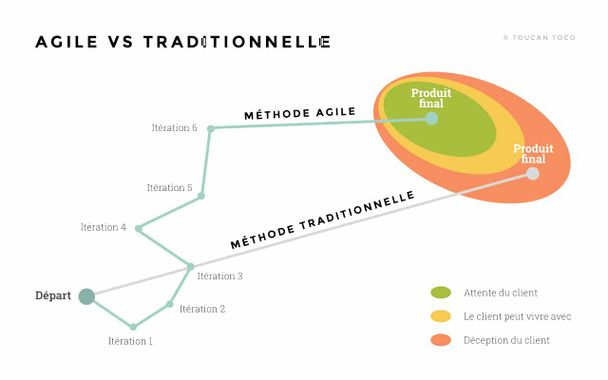 AGILE VS TRADITIONNELLE
© TOUCAN TOCO
Produit
final
MÉTHODE AGILE
Itération 6
Produit
final
Itération 5
MÉTHODE TRADITIONNELLE
Itération 4
Itération 3
Départ
Itération 2
Itération 1
Attente du client
Le client peut vivre avec
Déception du client